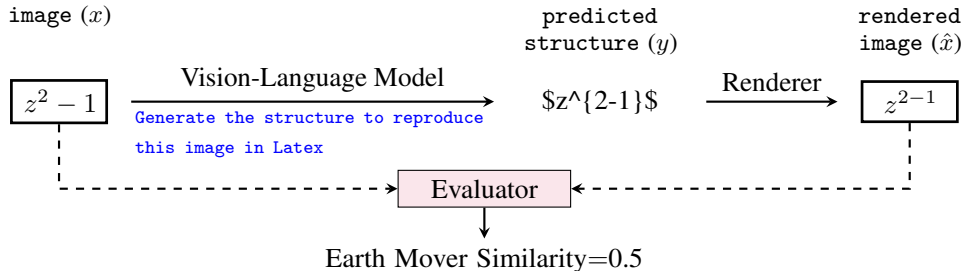 image (x)
z² − 1
Vision-Language Model
Generate the structure to reproduce
this image in Latex
predicted
structure (y)
$z^{2-1}$
Renderer
rendered
image (x̂)
z²⁻¹
Evaluator
Earth Mover Similarity=0.5